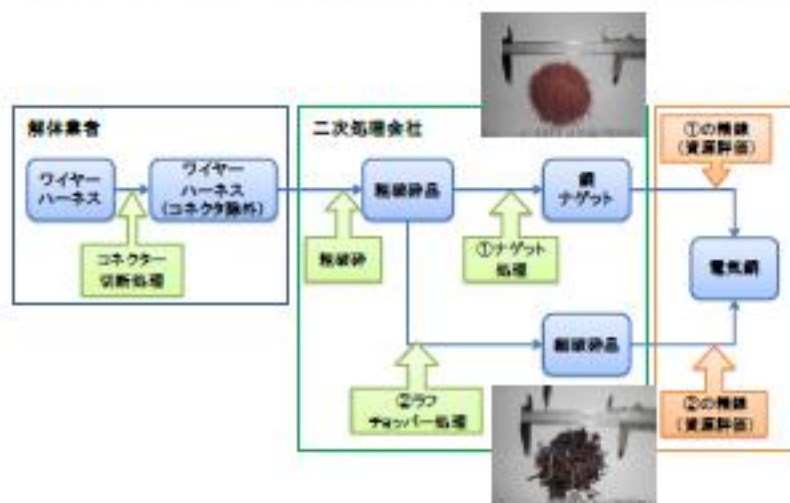 解体業者
ワイヤー
ハーネス
ワイヤー
ハーネス
(コネクタ除外)
コネクター
切断処理
二次処理会社
粗破砕品
粗破砕
①ナゲット
処理
銅
ナゲット
②ラフ
チョッパー処理
粗破砕品
①の精錬
(資源評価)
電気銅
②の精錬
(資源評価)